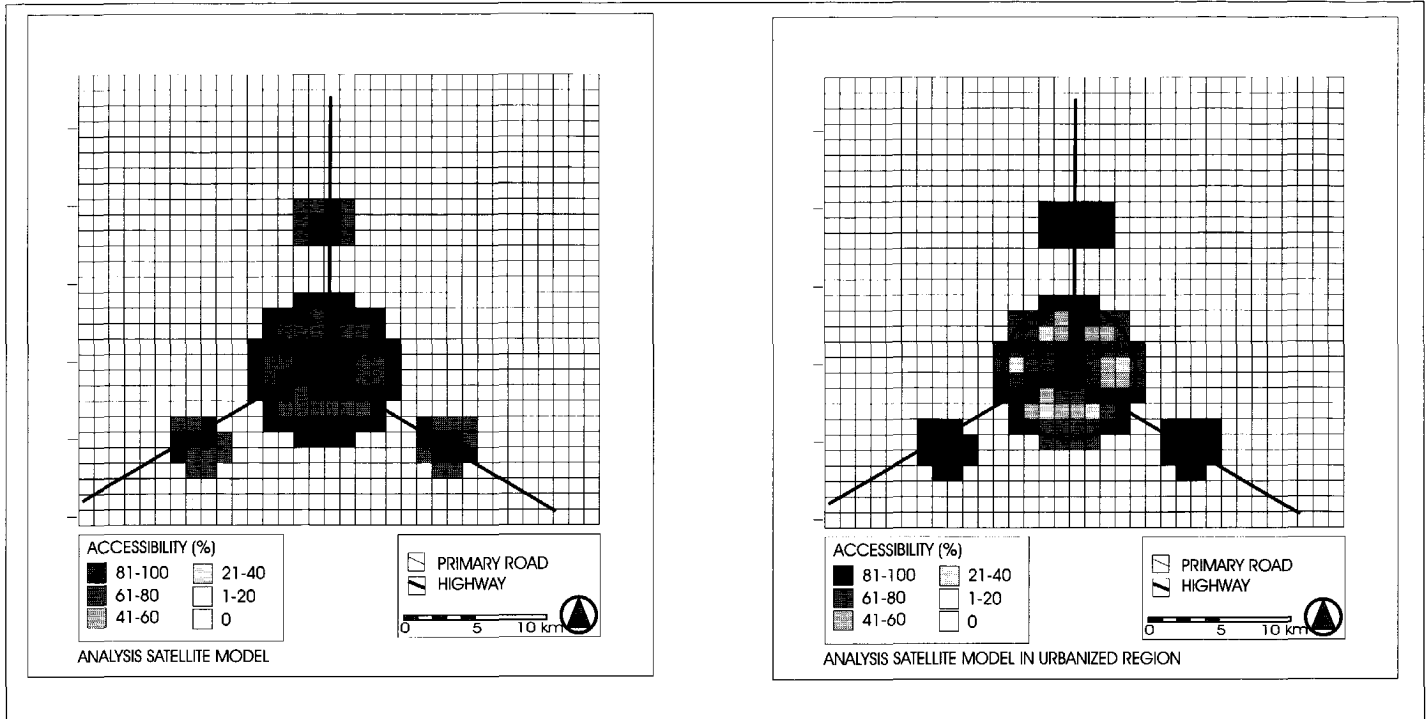 ACCESSIBILITY (%)
81-100 21-40
61-80 1-20
41-60 0
PRIMARY ROAD
HIGHWAY
0 5 10 km
ANALYSIS SATELLITE MODEL
ACCESSIBILITY (%)
81-100 21-40
61-80 1-20
41-60 0
PRIMARY ROAD
HIGHWAY
0 5 10 km
ANALYSIS SATELLITE MODEL IN URBANIZED REGION